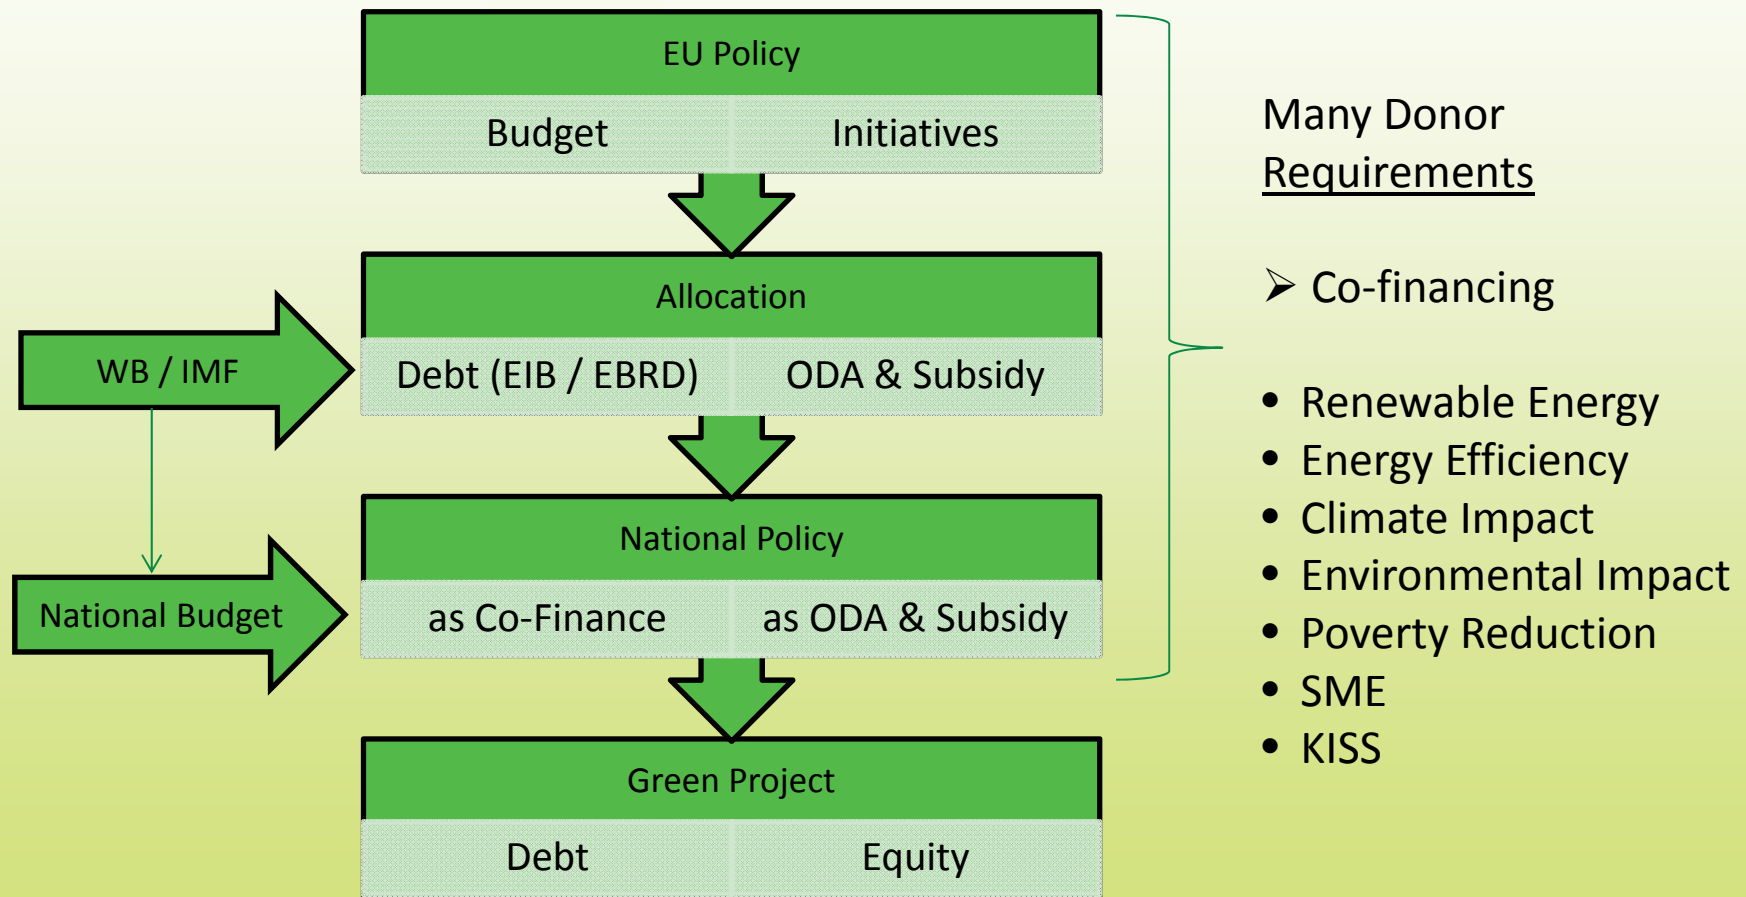 EU Policy
Budget
Initiatives
Allocation
Debt (EIB / EBRD)
ODA & Subsidy
WB / IMF
National Policy
as Co-Finance
as ODA & Subsidy
National Budget
Green Project
Debt
Equity
Many Donor
Requirements
➢ Co-financing
• Renewable Energy
• Energy Efficiency
• Climate Impact
• Environmental Impact
• Poverty Reduction
• SME
• KISS